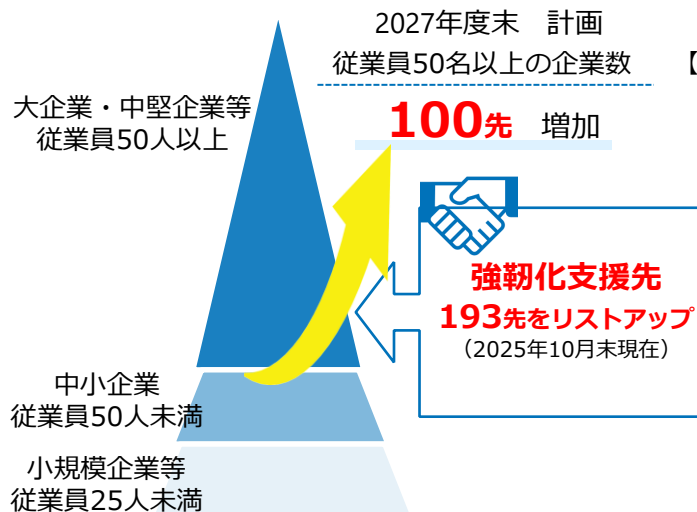 2027年度末　計画
従業員50名以上の企業数
【
大企業・中堅企業等
従業員50人以上
100先　増加
強靭化支援先
193先をリストアップ
（2025年10月末現在）
中小企業
従業員50人未満
小規模企業等
従業員25人未満